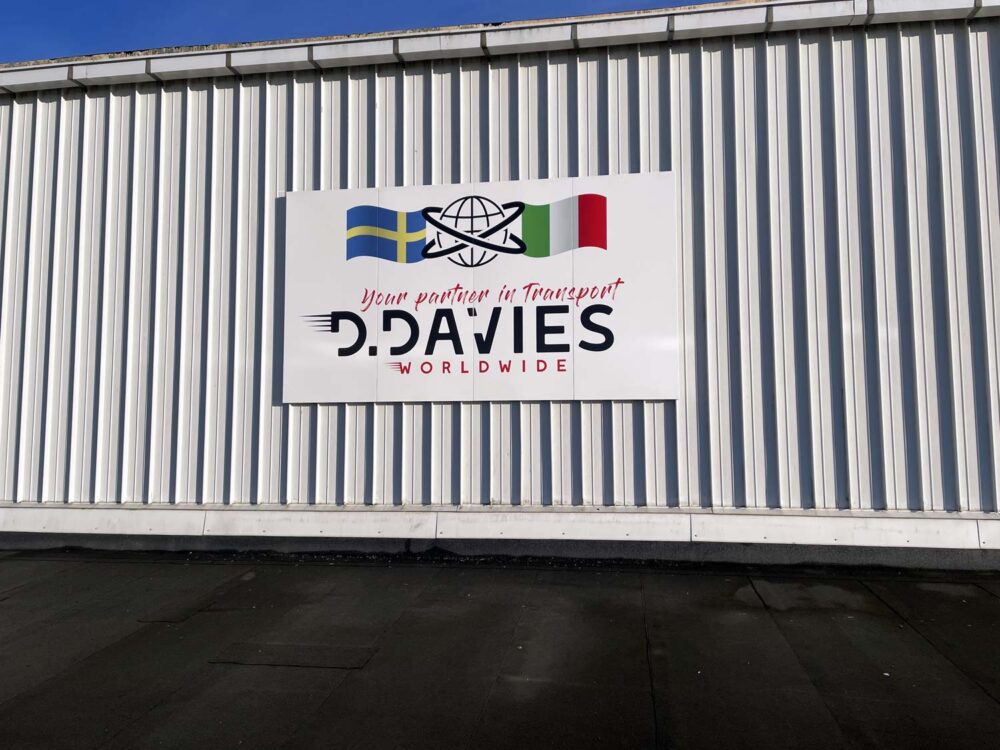 Your partner in Transport
D.DAVIES
WORLDWIDE